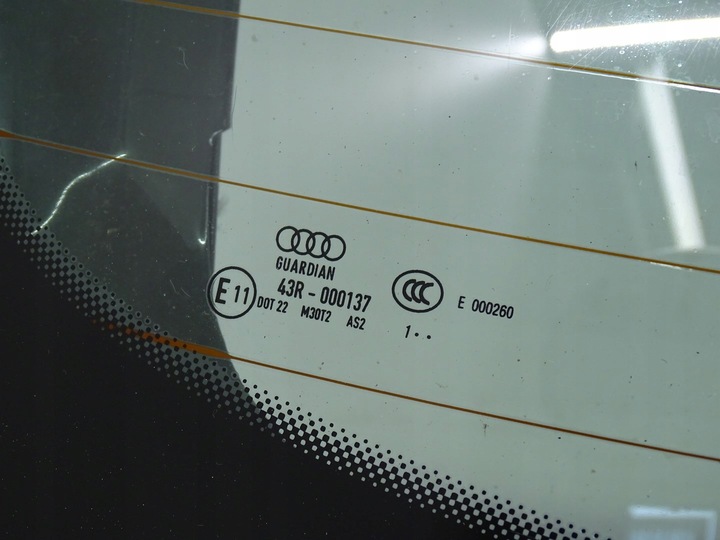 GUARDIAN
E 11
43R - 000137
DOT 22 M30T2 AS2
CCC
E 000260
1 • •